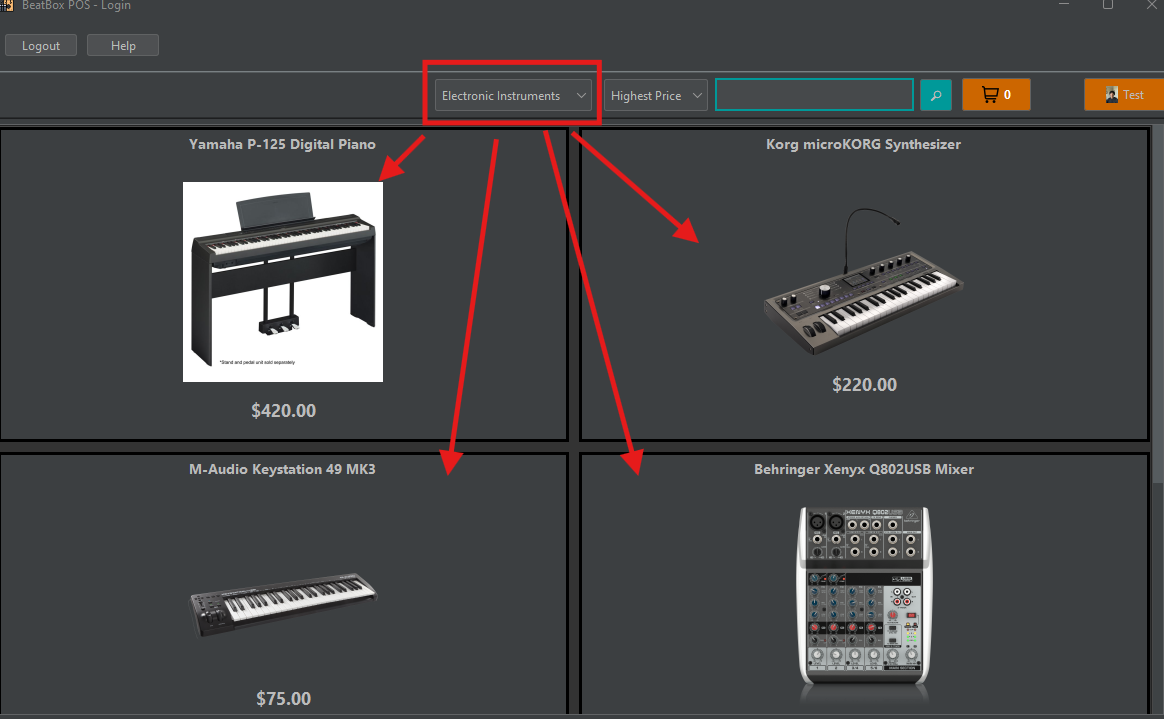 BeatBox POS - Login
Logout
Help
Electronic Instruments
Highest Price
0
Test
Yamaha P-125 Digital Piano
*Stand and pedal unit sold separately
$420.00
Korg microKORG Synthesizer
$220.00
M-Audio Keystation 49 MK3
$75.00
Behringer Xenyx Q802USB Mixer
XENYX Q802USB
behringer